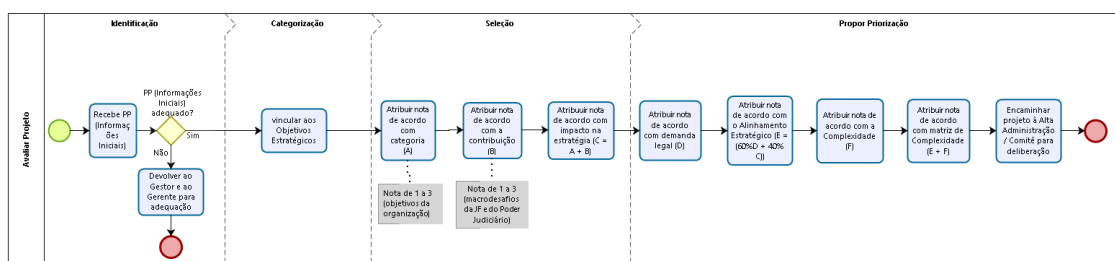 Identificação
Categorização
Seleção
Propor Priorização
Avaliar Projeto
Recebe PP
(Informaç
ões
Iniciais)
PP (Informações
Iniciais)
adequado?
Sim
Não
Devolver ao
Gestor e ao
Gerente para
adequação
vincular aos
Objetivos
Estratégicos
Atribuir nota
de acordo
com
categoria
(A)
Nota de 1 a 3
(objetivos da
organização)
Atribuir nota
de acordo
com a
contribuição
(B)
Nota de 1 a 3
(macrodesafios
da JF e do Poder
Judiciário)
Atribuuir nota
de acordo com
impacto na
estratégia (C =
A + B)
Atribuir nota
de acordo
com demanda
legal (D)
Atribuir nota
de acordo com
o Alinhamento
Estratégico (E =
(60%D + 40%
C))
Atribuir nota de
acordo com a
Complexidade
(F)
Atribuir nota
de acordo
com matriz de
Complexidade
(E + F)
Encaminhar
projeto à Alta
Administração
/ Comitê para
deliberação